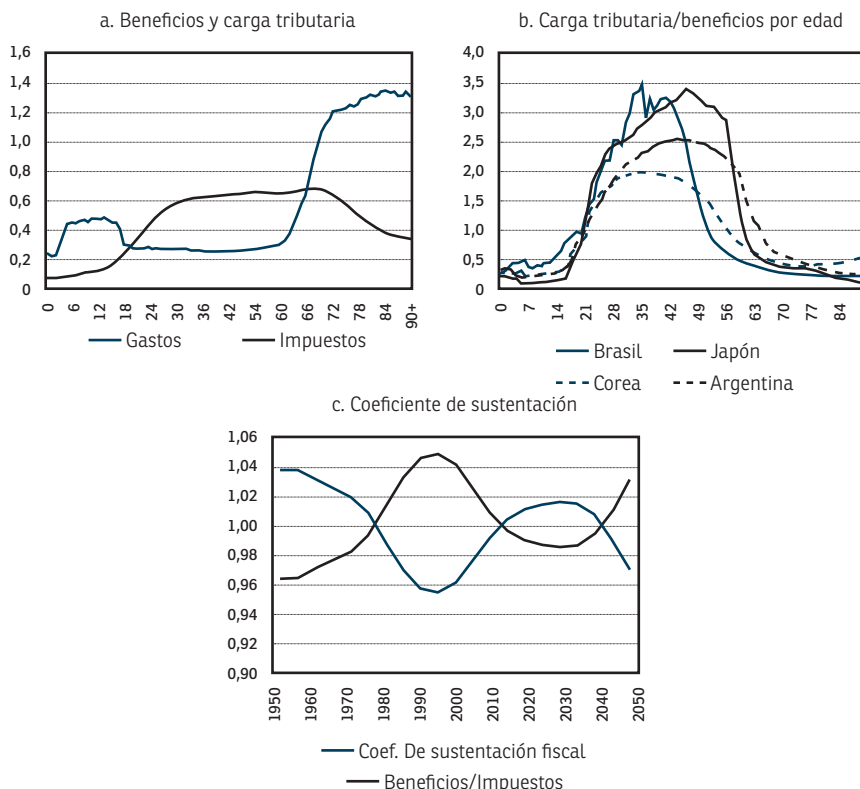 a. Beneficios y carga tributaria
1,6
1,4
1,2
1,0
0,8
0,6
0,4
0,2
0
0 6 12 18 24 30 36 42 54 60 66 72 78 84 90+
Gastos Impuestos
b. Carga tributaria/beneficios por edad
4,0
3,5
3,0
2,5
2,0
1,5
1,0
0,5
0
0 7 14 21 28 35 42 49 56 63 70 77 84
Brasil Japón
Corea Argentina
c. Coeficiente de sustentación
1,06
1,04
1,02
1,00
0,98
0,96
0,94
0,92
0,90
1950 1960 1970 1980 1990 2000 2010 2020 2030 2040 2050
Coef. De sustentación fiscal
Beneficios/Impuestos